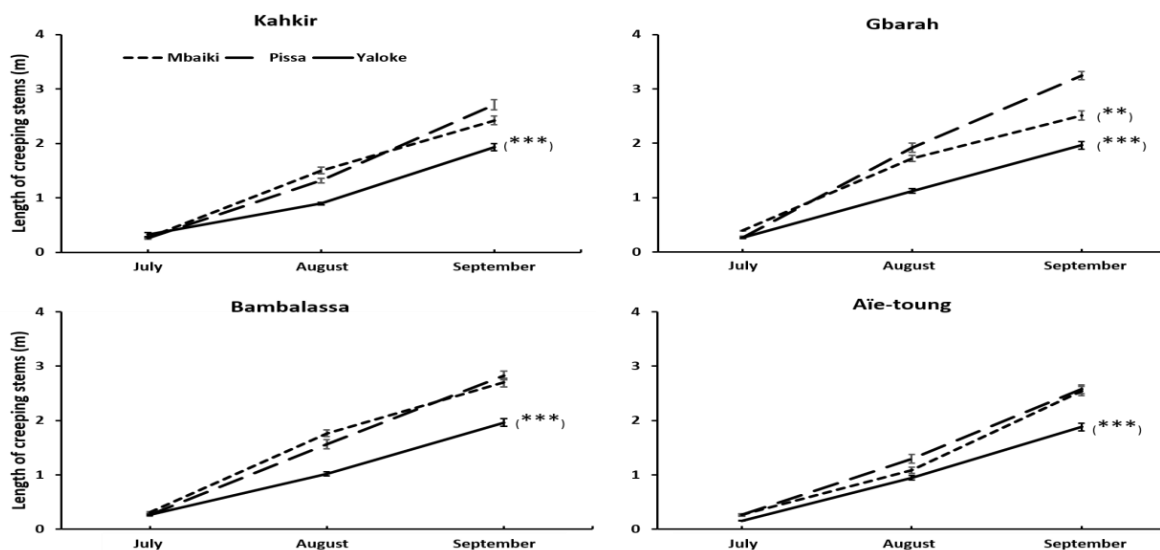 Kahkir
Length of creeping stems (m)
4
3
2
1
0
Mbaiki Pissa Yaloke
(***)
July August September
Gbarah
4
3
2
1
0
(**)
(***)
July August September
Bambalassa
Length of creeping stems (m)
4
3
2
1
0
(***)
July August September
Aïe-toung
4
3
2
1
0
(***)
July August September